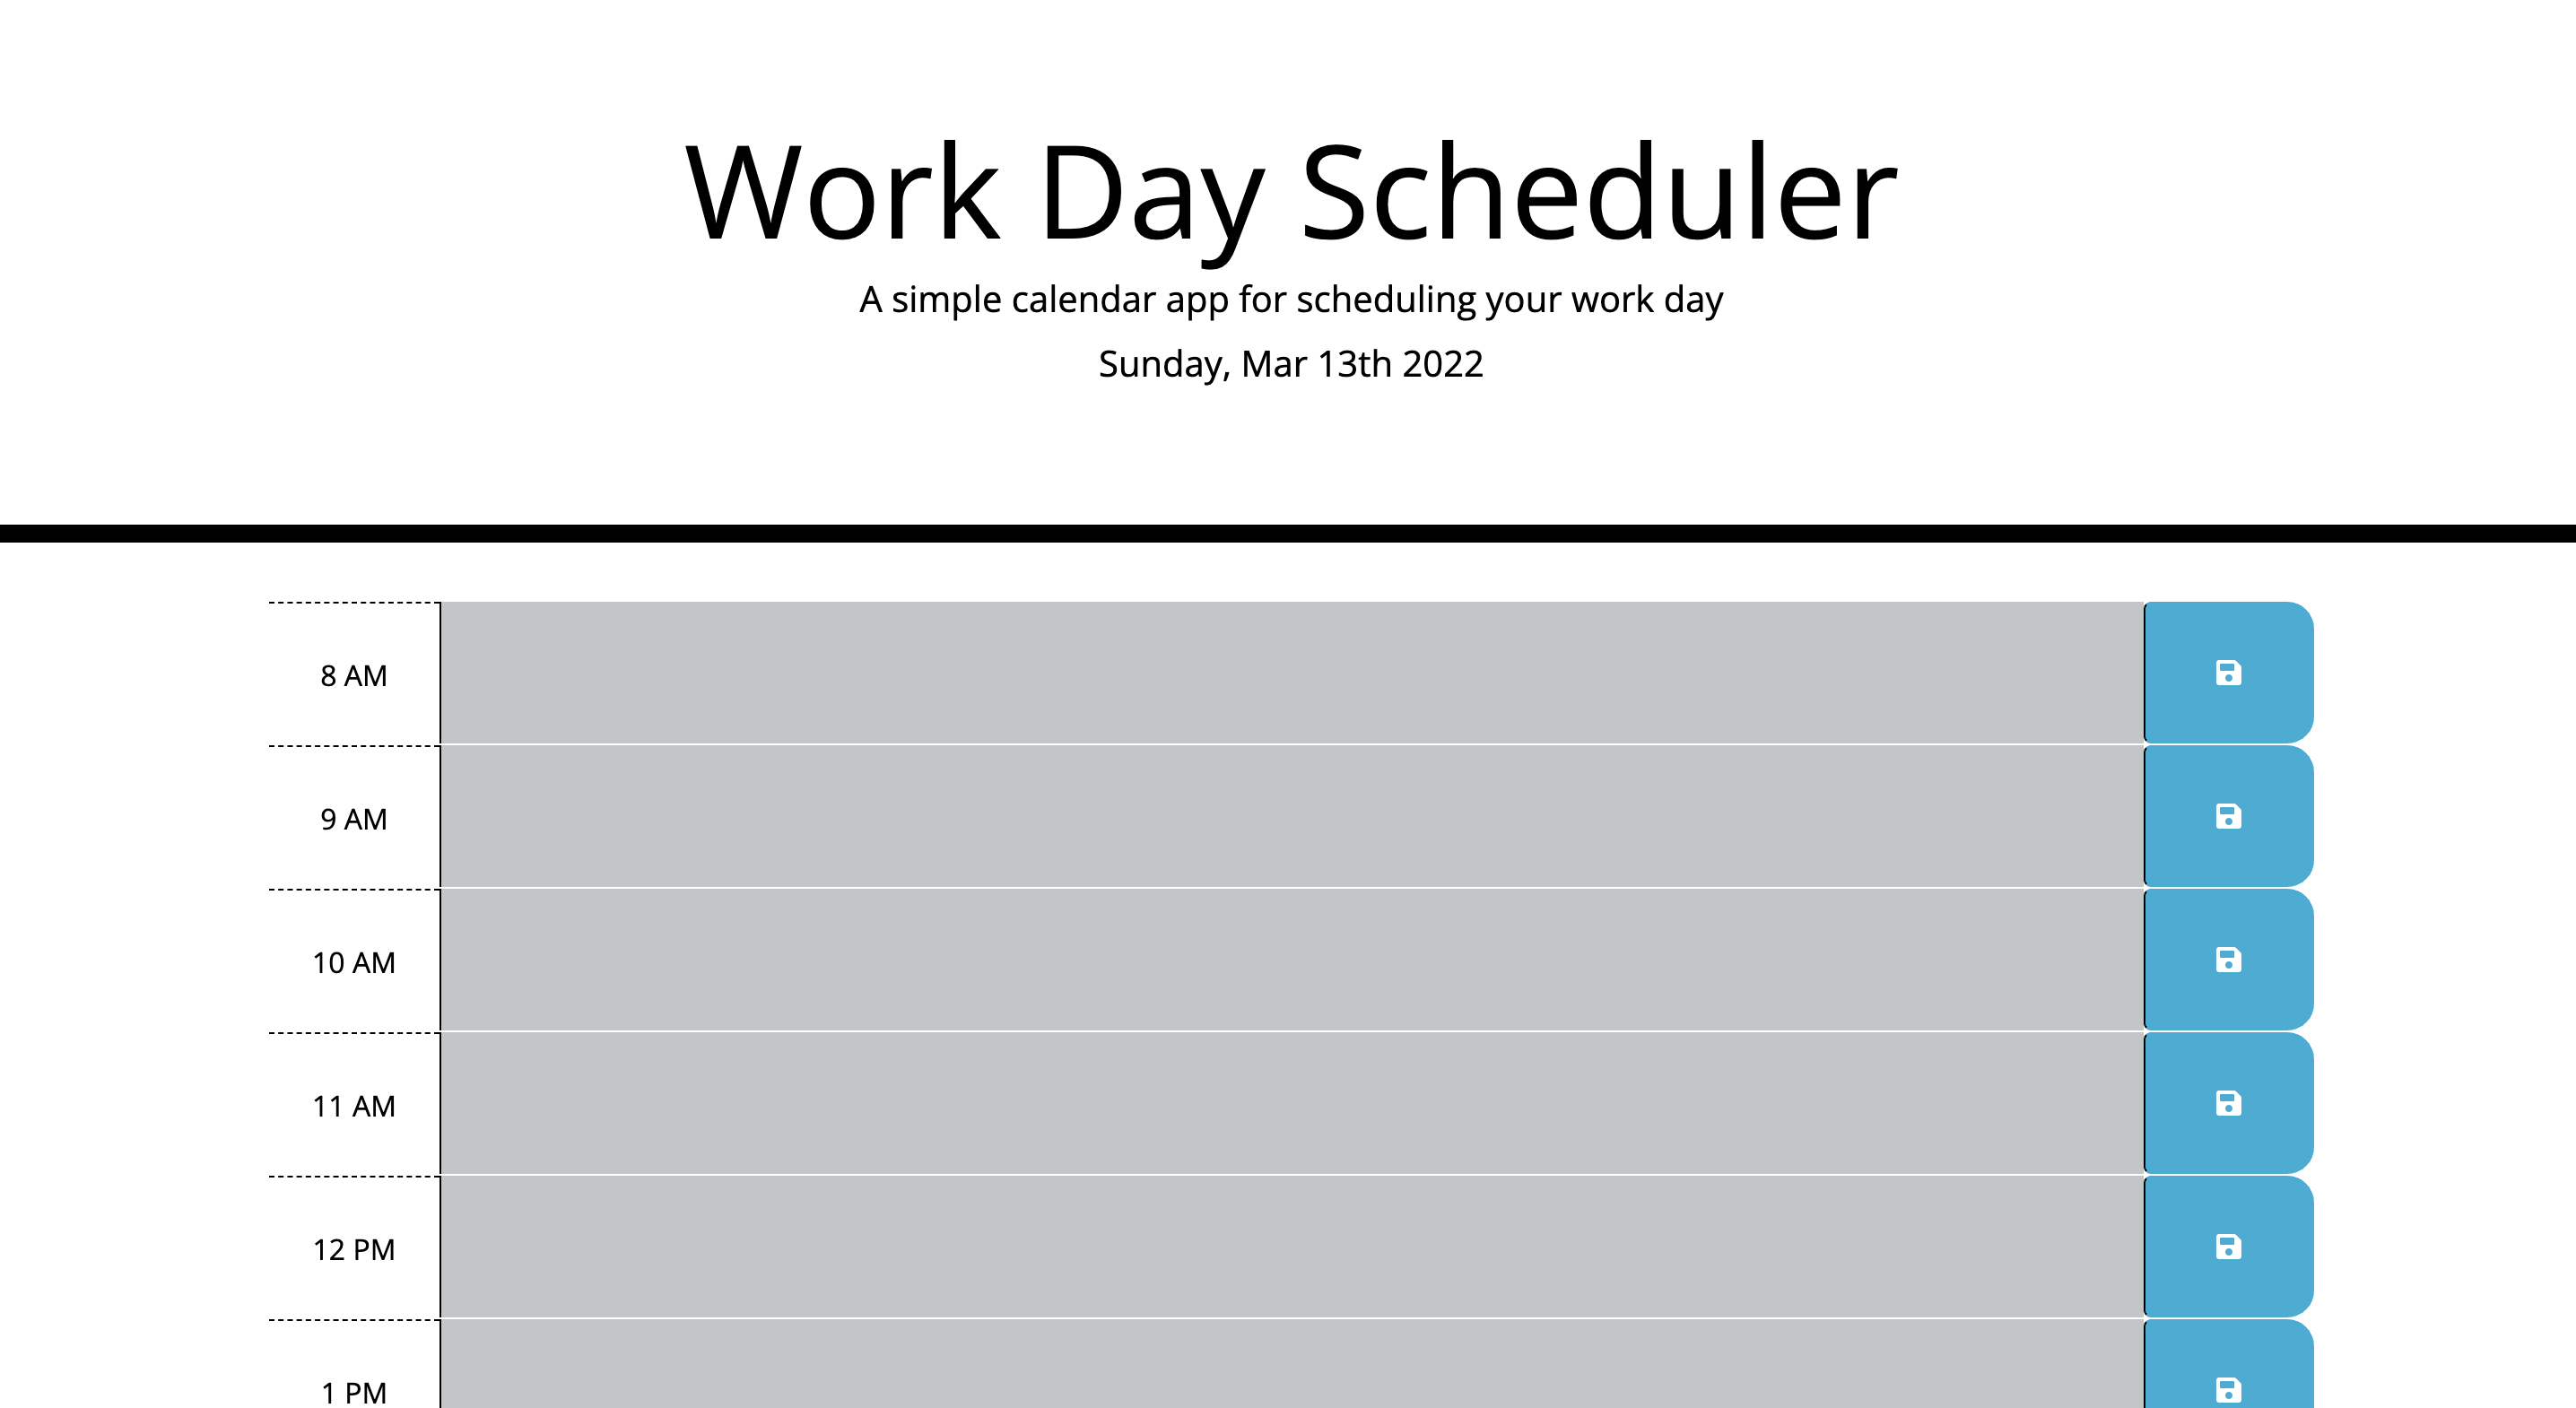 Work Day Scheduler
A simple calendar app for scheduling your work day
Sunday, Mar 13th 2022
8 AM
9 AM
10 AM
11 AM
12 PM
1 PM